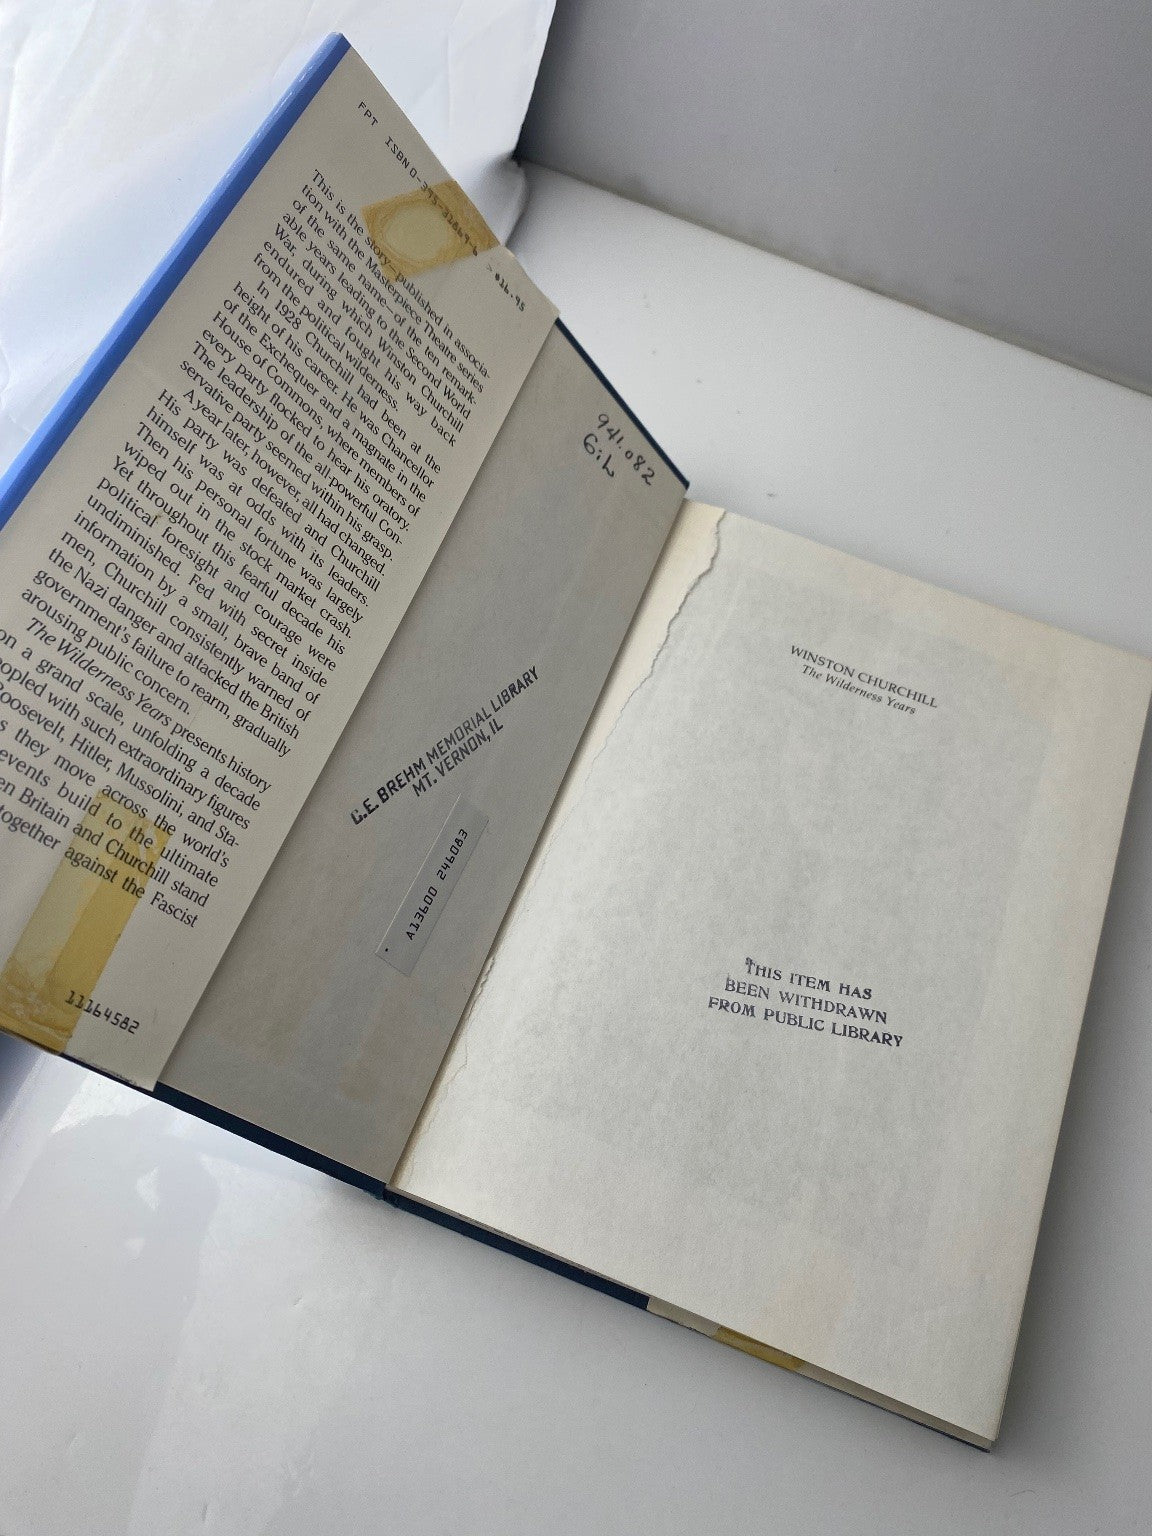 FPT ISBN 0-395-31869-6 > $16.95
This is the story—published in associa-
tion with the Masterpiece Theatre series
of the same name—of the ten remark-
able years leading to the Second World
War, during which Winston Churchill
endured and fought his way back
from the political wilderness.
In 1928 Churchill had been at the
height of his career. He was Chancellor
of the Exchequer and a magnate in the
House of Commons, where members of
every party flocked to hear his oratory.
The leadership of the all-powerful Con-
servative party seemed within his grasp.
A year later, however, all had changed.
His party was defeated and Churchill
himself was at odds with its leaders.
Then his personal fortune was largely
wiped out in the stock market crash.
Yet throughout this fearful decade his
political foresight and courage were
undiminished. Fed with secret inside
information by a small, brave band of
men, Churchill consistently warned of
the Nazi danger and attacked the British
government's failure to rearm, gradually
arousing public concern.
The Wilderness Years presents history
on a grand scale, unfolding a decade
opled with such extraordinary figures
Roosevelt, Hitler, Mussolini, and Sta-
s they move across the world's
events build to the ultimate
en Britain and Churchill stand
together against the Fascist
11164582
941.082
GiL
C.E. BREHM MEMORIAL LIBRARY
MT. VERNON, IL
A13600 246083
WINSTON CHURCHILL
The Wilderness Years
THIS ITEM HAS
BEEN WITHDRAWN
FROM PUBLIC LIBRARY